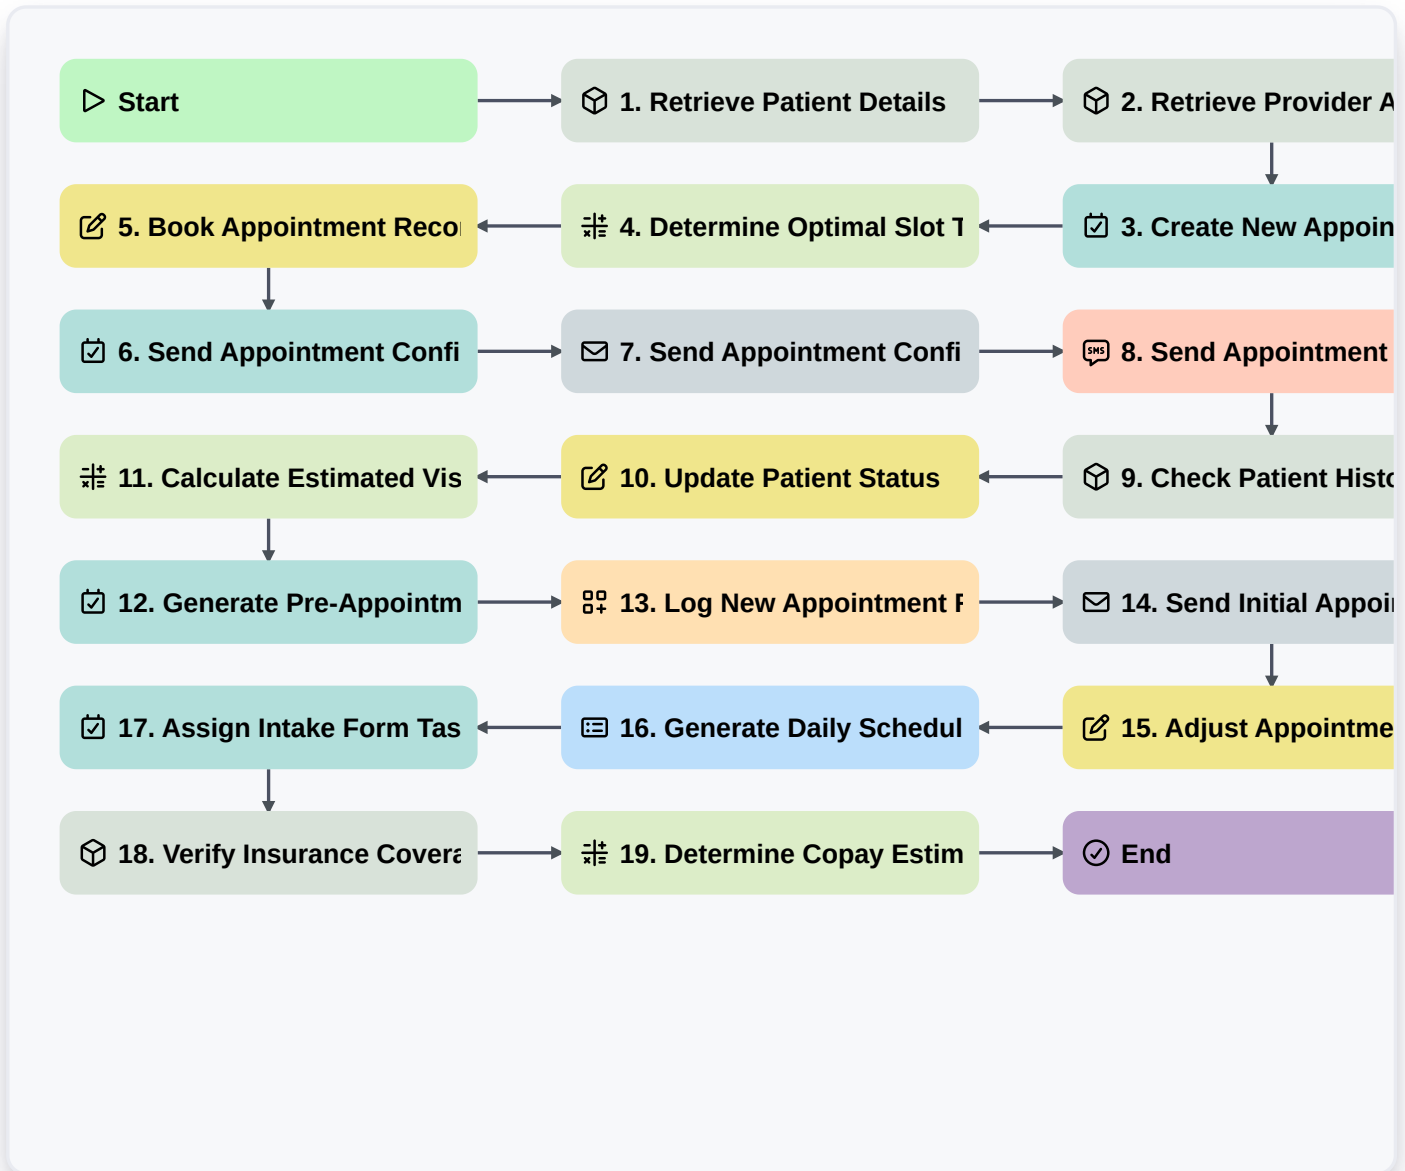 Start
1. Retrieve Patient Details
2. Retrieve Provider A
5. Book Appointment Reco
4. Determine Optimal Slot T
3. Create New Appoin
6. Send Appointment Confi
7. Send Appointment Confi
SMS
8. Send Appointment
11. Calculate Estimated Vis
10. Update Patient Status
9. Check Patient Histo
12. Generate Pre-Appointm
13. Log New Appointment
14. Send Initial Appoi
17. Assign Intake Form Tas
16. Generate Daily Schedul
15. Adjust Appointme
18. Verify Insurance Covera
19. Determine Copay Estim
End